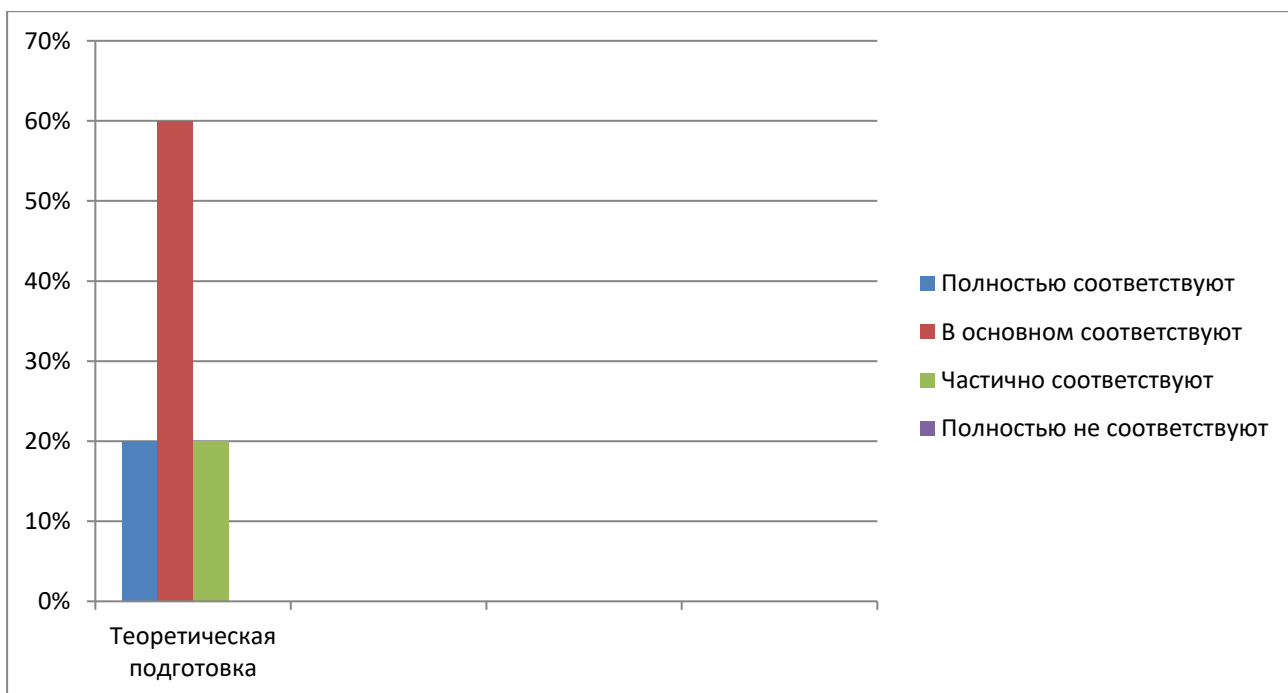 70%
60%
50%
40%
30%
20%
10%
0%
Теоретическая
подготовка
Полностью соответствуют
В основном соответствуют
Частично соответствуют
Полностью не соответствуют